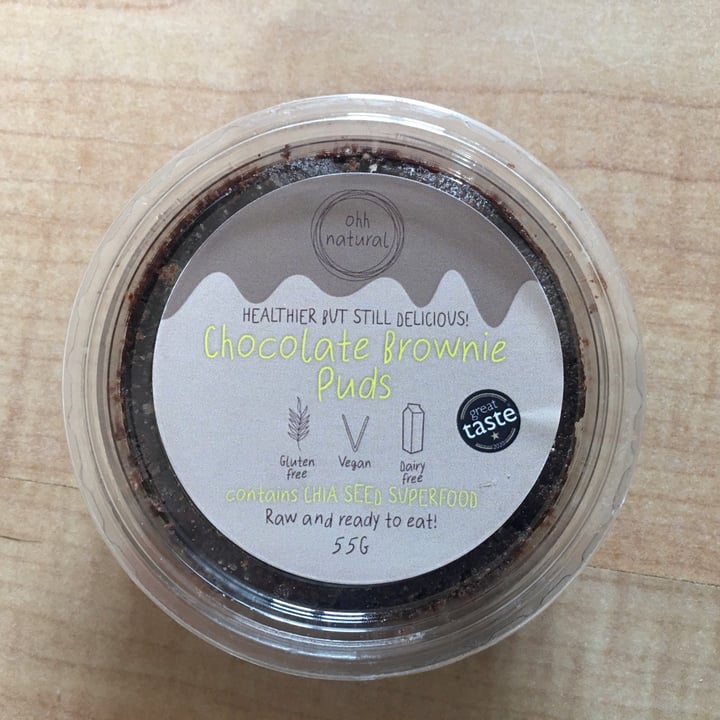 ohh
natural
HEALTHIER BUT STILL DELICIOUS!
Chocolate Brownie
Puds
great
taste
Gluten
free
Vegan
Dairy
free
contains CHIA SEED SUPERFOOD
Raw and ready to eat!
55G